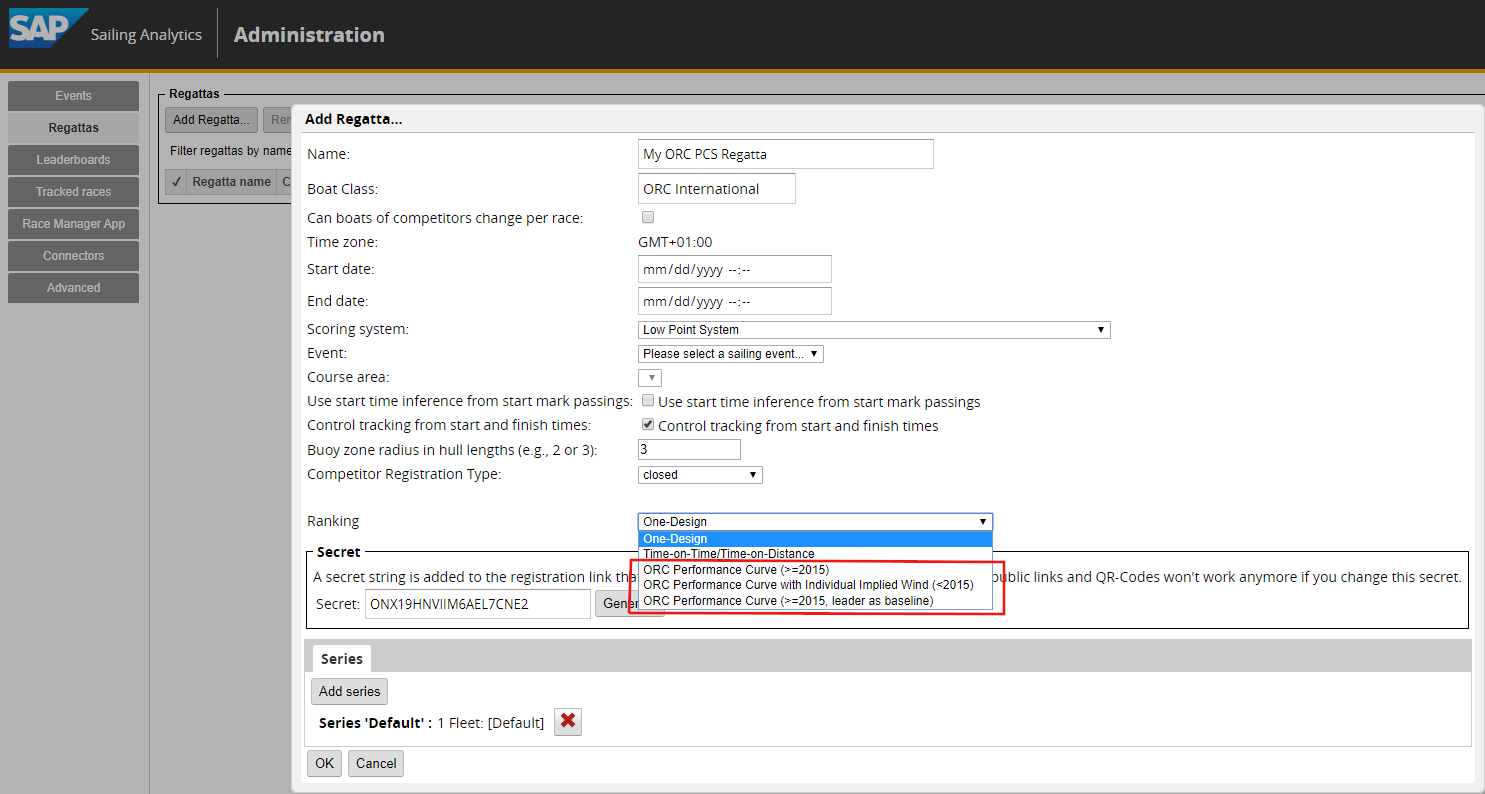 SAP Sailing Analytics Administration
Events
Regattas
Leaderboards
Tracked races
Race Manager App
Connectors
Advanced
Regattas
Add Regatta... Rem
Filter regattas by name
✓ Regatta name C
Add Regatta...
Name: My ORC PCS Regatta
Boat Class: ORC International
Can boats of competitors change per race:
Time zone: GMT+01:00
Start date: mm/dd/yyyy --:--
End date: mm/dd/yyyy --:--
Scoring system: Low Point System
Event: Please select a sailing event...
Course area:
Use start time inference from start mark passings: Use start time inference from start mark passings
Control tracking from start and finish times: Control tracking from start and finish times
Buoy zone radius in hull lengths (e.g., 2 or 3): 3
Competitor Registration Type: closed
Ranking One-Design
One-Design
Time-on-Time/Time-on-Distance
ORC Performance Curve (>=2015)
ORC Performance Curve with Individual Implied Wind (<2015)
ORC Performance Curve (>=2015, leader as baseline)
Secret
A secret string is added to the registration link tha public links and QR-Codes won't work anymore if you change this secret.
Secret: ONX19HNVIIM6AEL7CNE2 Gener
Series
Add series
Series 'Default' : 1 Fleet: [Default]
OK Cancel